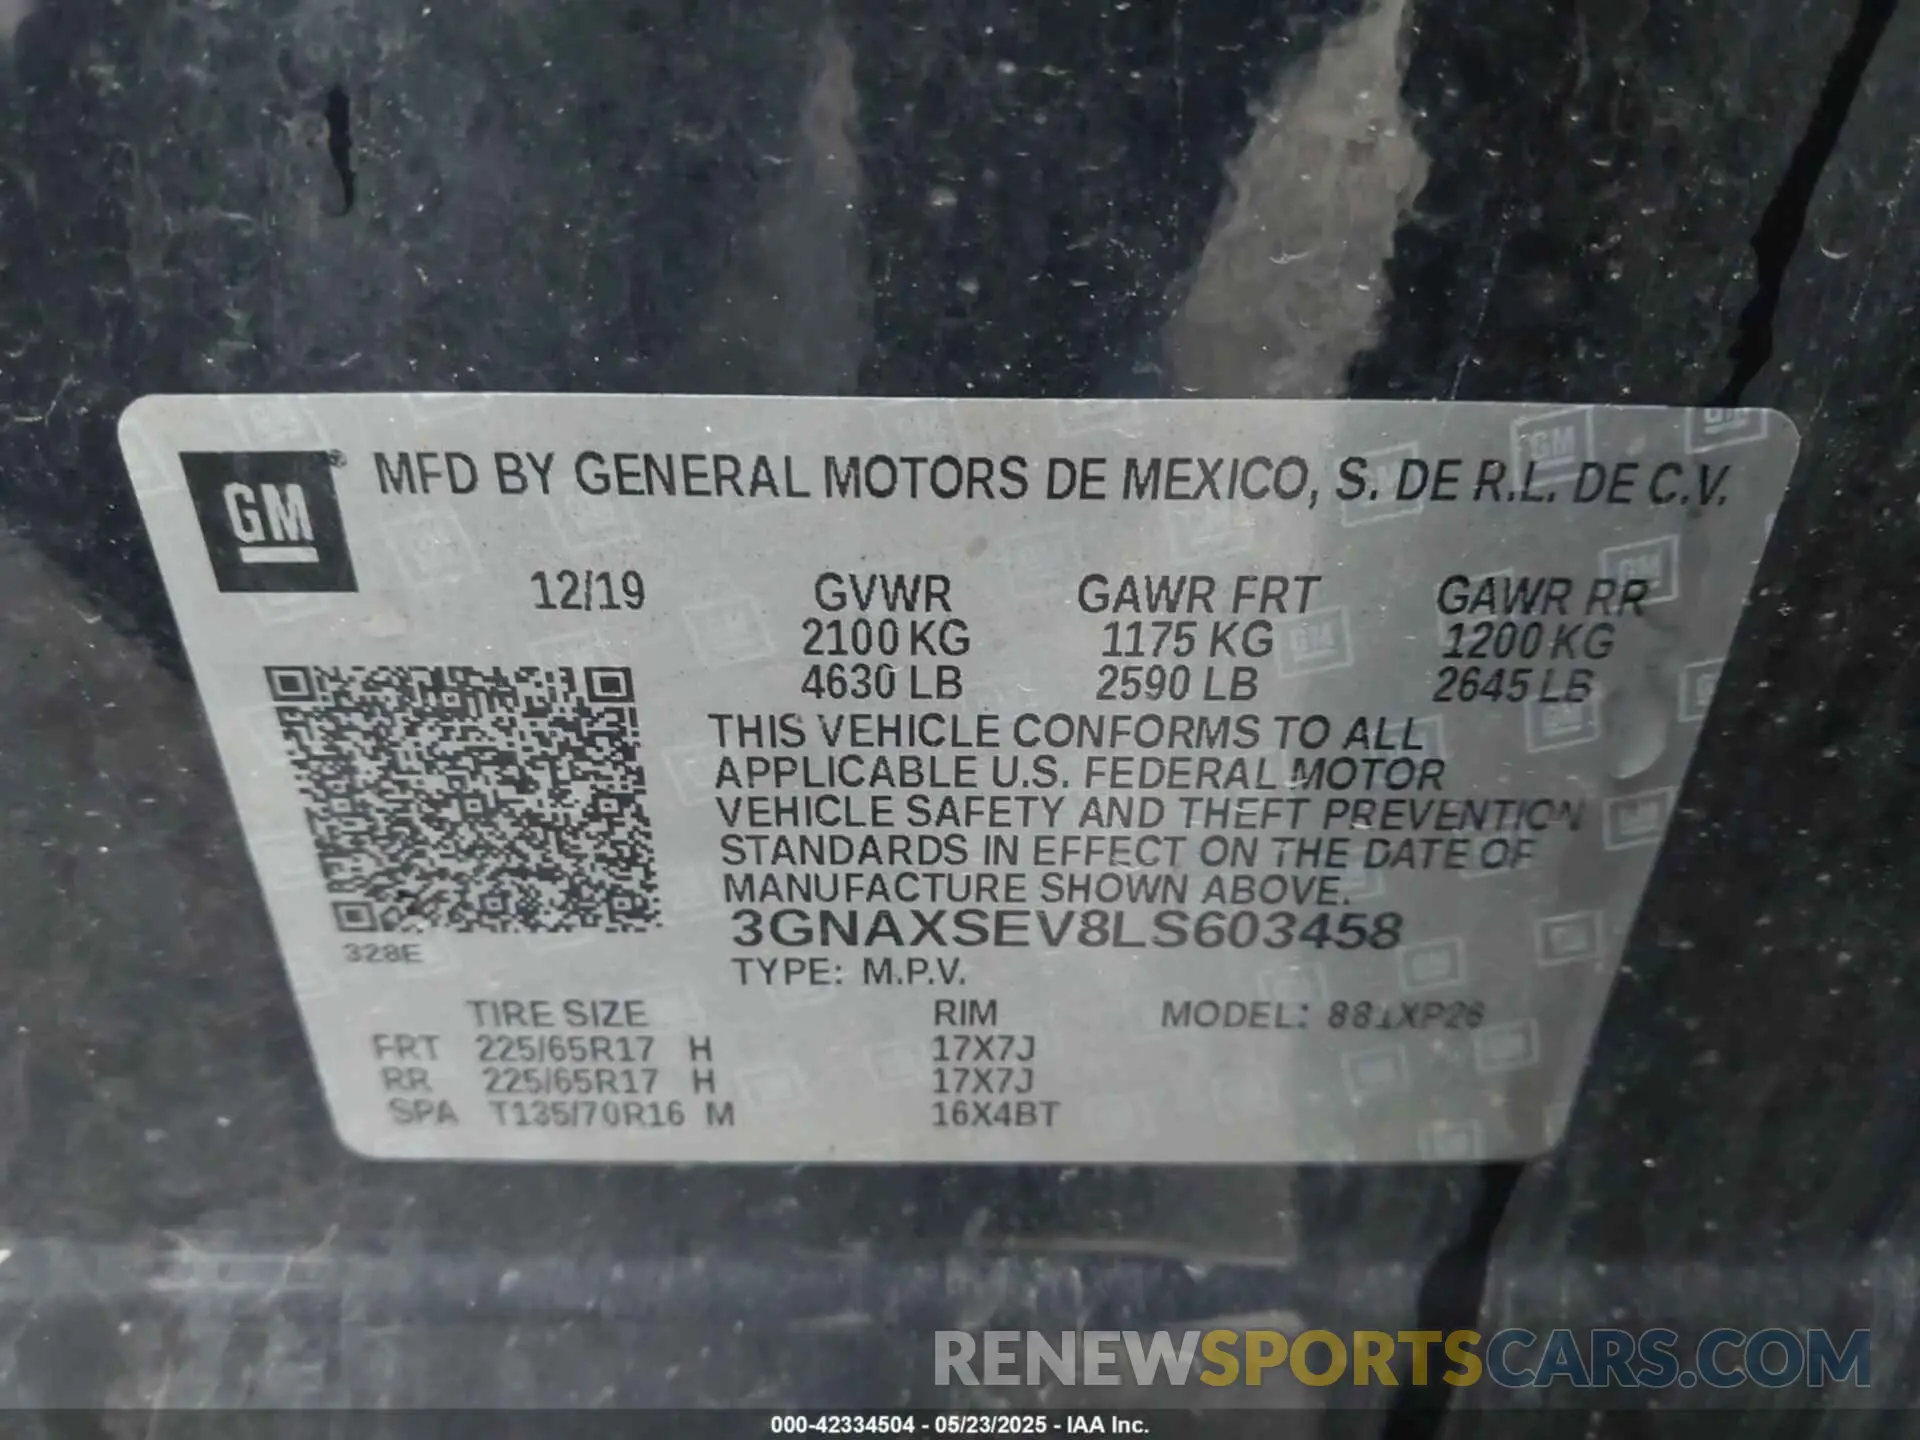 GM ® MFD BY GENERAL MOTORS DE MEXICO, S. DE R.L. DE C.V.
12/19 GVWR GAWR FRT GAWR RR
2100 KG 1175 KG 1200 KG
4630 LB 2590 LB 2645 LB
THIS VEHICLE CONFORMS TO ALL
APPLICABLE U.S. FEDERAL MOTOR
VEHICLE SAFETY AND THEFT PREVENTION
STANDARDS IN EFFECT ON THE DATE OF
MANUFACTURE SHOWN ABOVE.
3GNAXSEV8LS603458
328E
TYPE: M.P.V.
TIRE SIZE RIM MODEL: 881XP26
FRT 225/65R17 H 17X7J
RR 225/65R17 H 17X7J
SPA T135/70R16 M 16X4BT
RENEWSPORTSCARS.COM
000-42334504 - 05/23/2025 - IAA Inc.